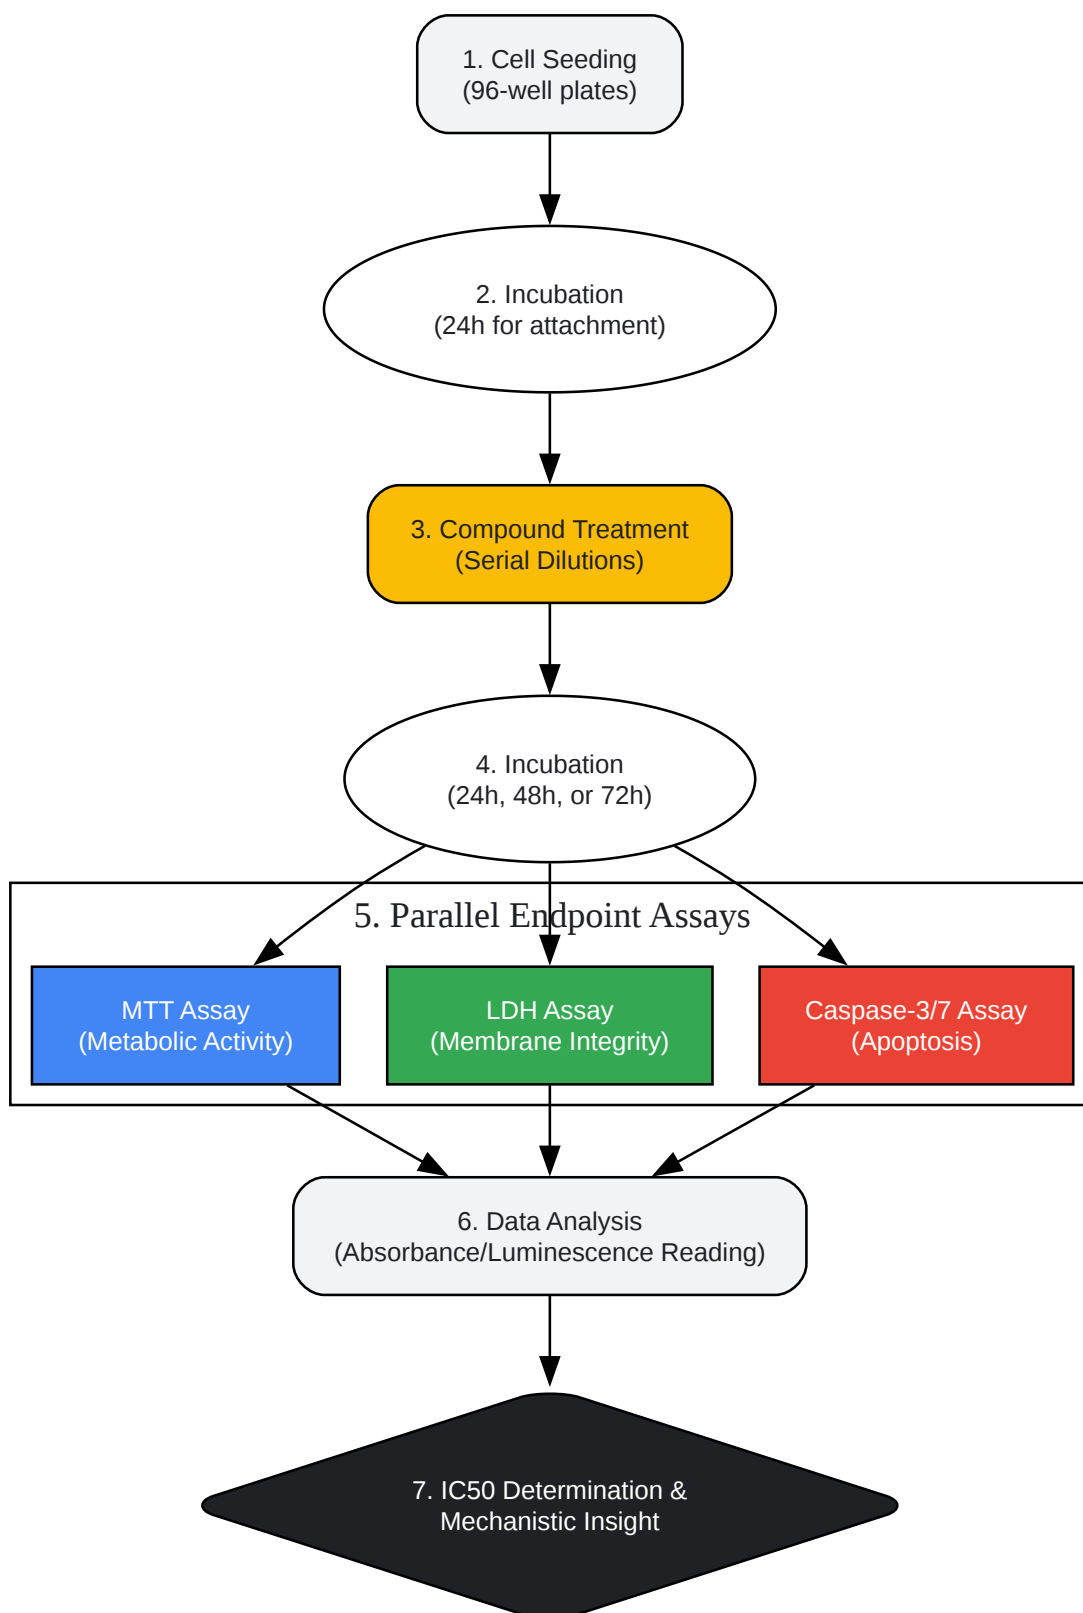 1. Cell Seeding
(96-well plates)
2. Incubation
(24h for attachment)
3. Compound Treatment
(Serial Dilutions)
4. Incubation
(24h, 48h, or 72h)
5. Parallel Endpoint Assays
MTT Assay
(Metabolic Activity)
LDH Assay
(Membrane Integrity)
Caspase-3/7 Assay
(Apoptosis)
6. Data Analysis
(Absorbance/Luminescence Reading)
7. IC50 Determination &
Mechanistic Insight